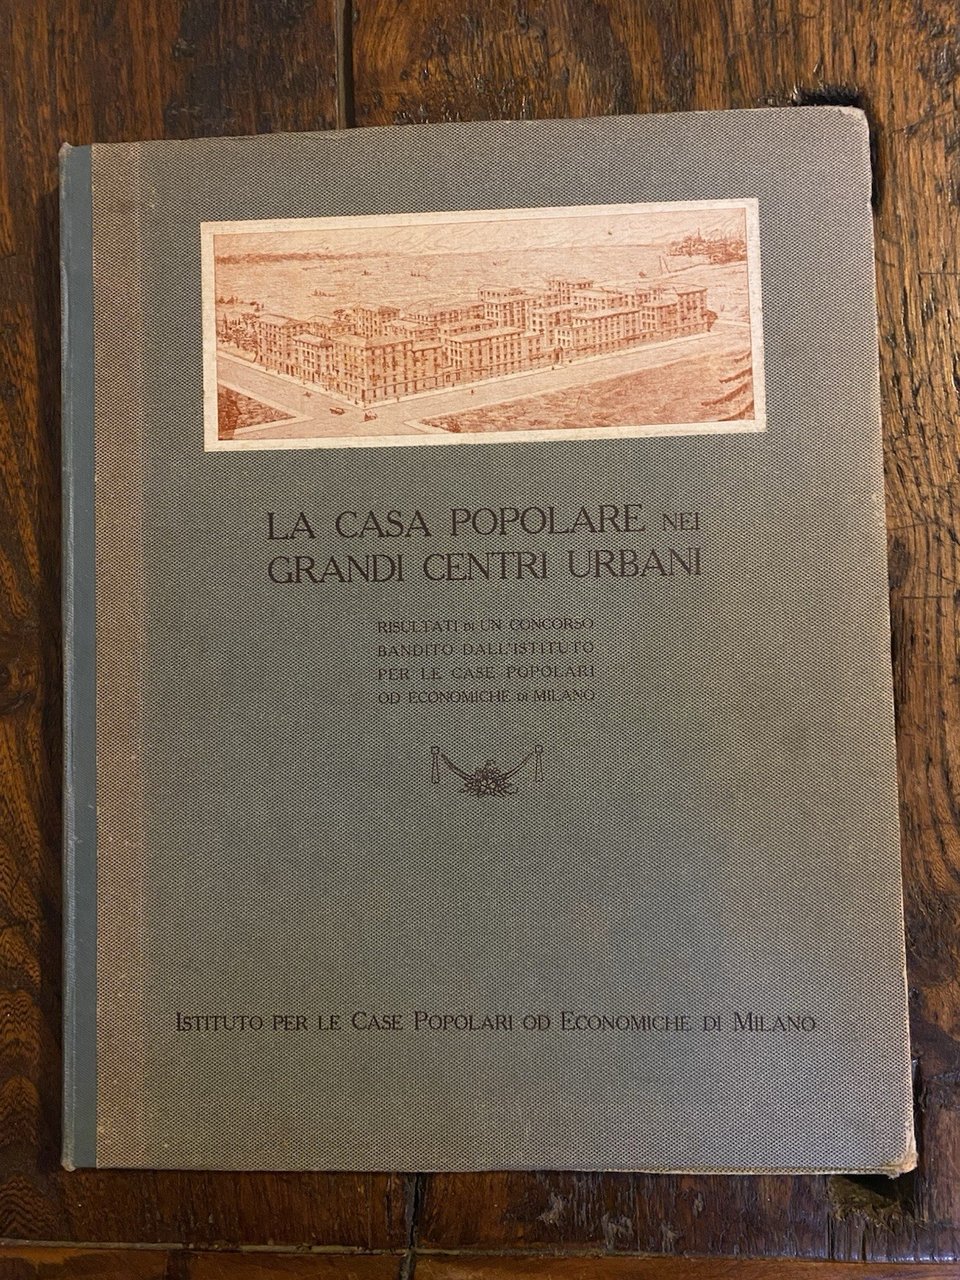 LA CASA POPOLARE NEI
GRANDI CENTRI URBANI
RISULTATI DI UN CONCORSO
BANDITO DALL'ISTITUTO
PER LE CASE POPOLARI
OD ECONOMICHE DI MILANO
ISTITUTO PER LE CASE POPOLARI OD ECONOMICHE DI MILANO